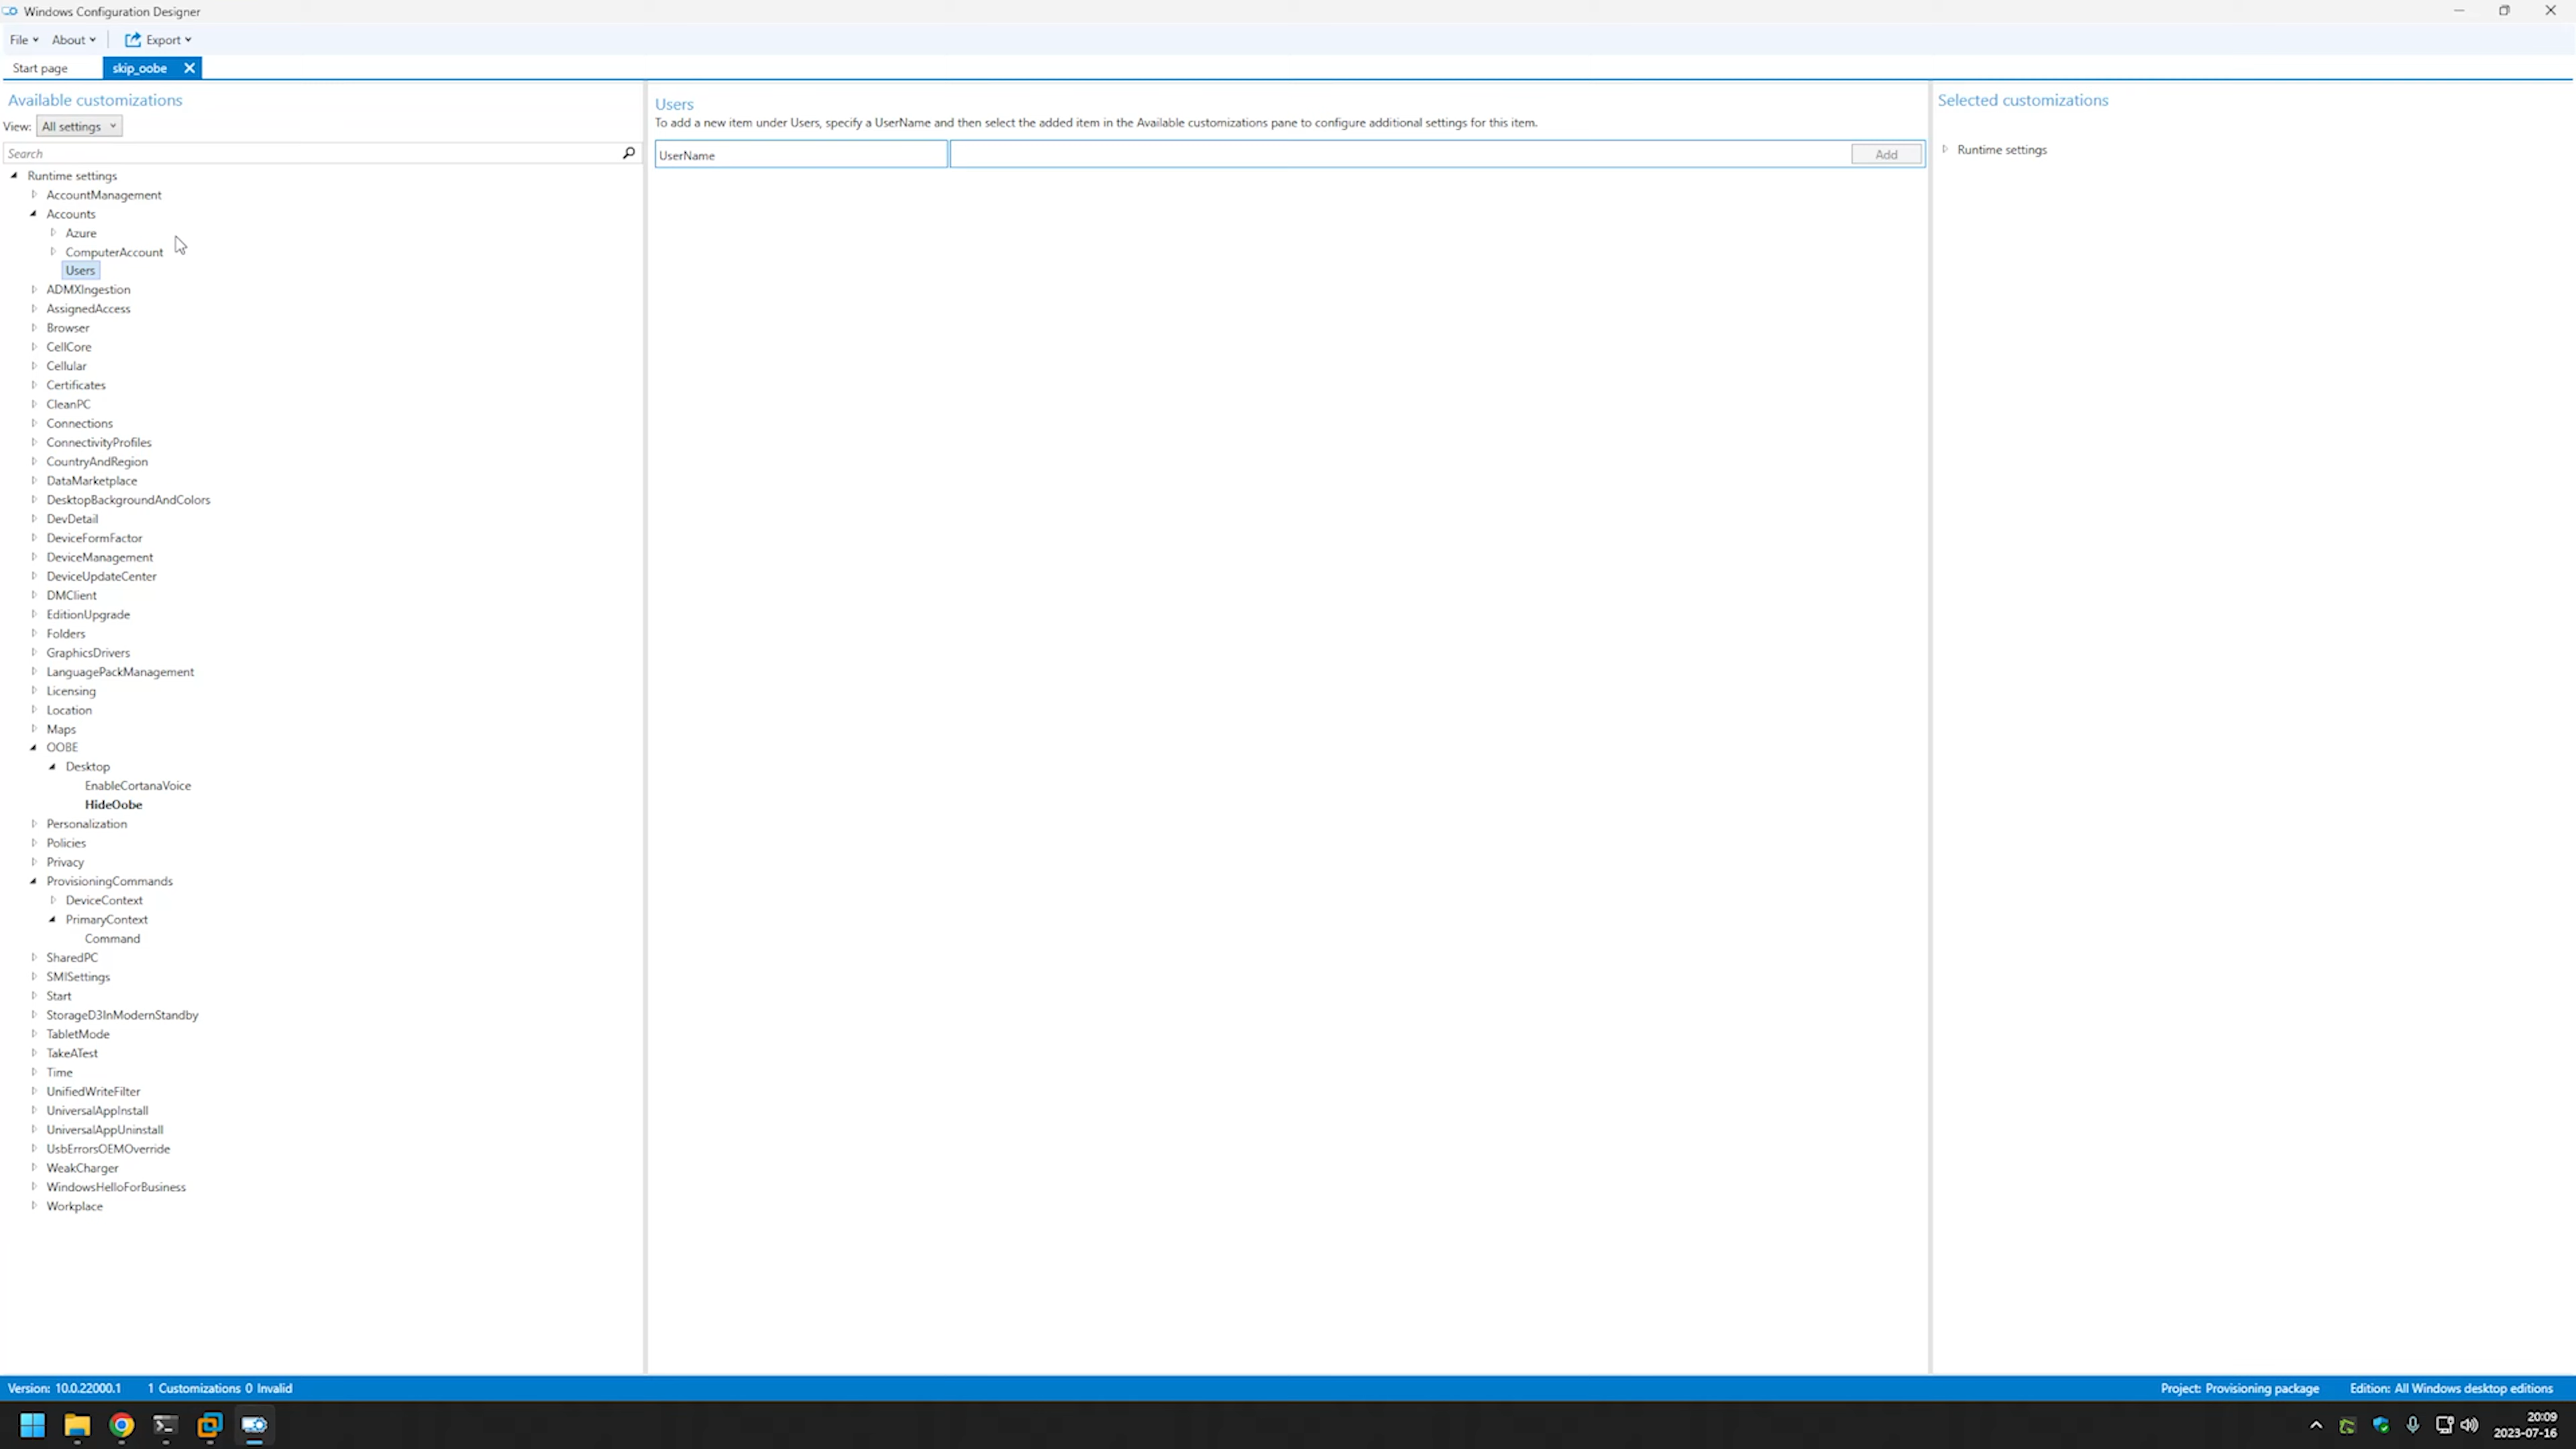 Windows Configuration Designer
File About Export
Start page skip_oobe
Available customizations
View: All settings
Search
Runtime settings
AccountManagement
Accounts
Azure
ComputerAccount
Users
ADMXIngestion
AssignedAccess
Browser
CellCore
Cellular
Certificates
CleanPC
Connections
ConnectivityProfiles
CountryAndRegion
DataMarketplace
DesktopBackgroundAndColors
DevDetail
DeviceFormFactor
DeviceManagement
DeviceUpdateCenter
DMClient
EditionUpgrade
Folders
GraphicsDrivers
LanguagePackManagement
Licensing
Location
Maps
OOBE
Desktop
EnableCortanaVoice
HideOobe
Personalization
Policies
Privacy
ProvisioningCommands
DeviceContext
PrimaryContext
Command
SharedPC
SMISettings
Start
StorageD3InModernStandby
TabletMode
TakeATest
Time
UnifiedWriteFilter
UniversalAppInstall
UniversalAppUninstall
UsbErrorsOEMOverride
WeakCharger
WindowsHelloForBusiness
Workplace
Users
To add a new item under Users, specify a UserName and then select the added item in the Available customizations pane to configure additional settings for this item.
UserName Add
Selected customizations
Runtime settings
Version: 10.0.22000.1 1 Customizations 0 Invalid
Project: Provisioning package Edition: All Windows desktop editions
20:09
2023-07-16